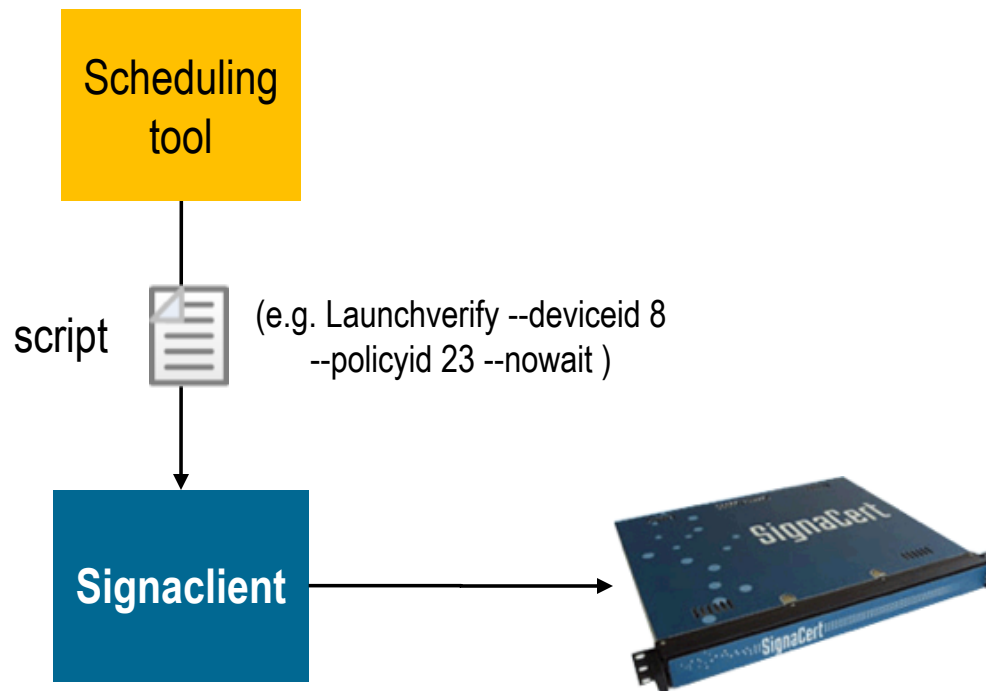 Scheduling
tool
script
(e.g. Launchverify --deviceid 8
--policyid 23 --nowait )
Signaclient
SignaCert
SignaCert